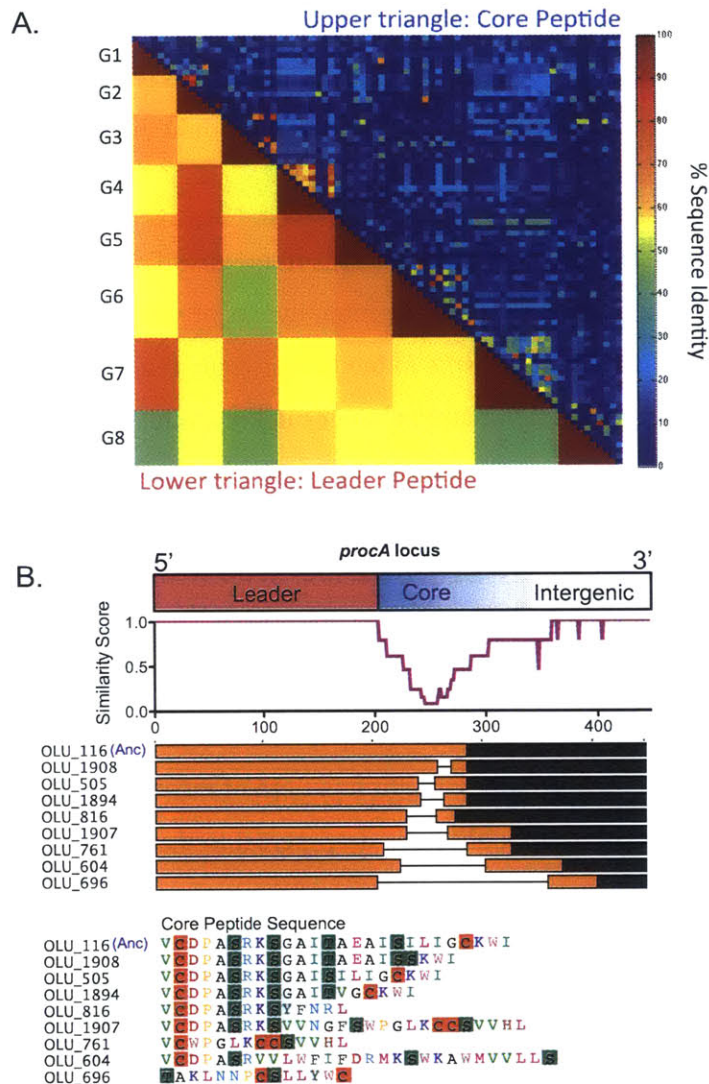 A.
Upper triangle: Core Peptide
G1
G2
G3
G4
G5
G6
G7
G8
100
90
80
70
60
50
40
30
20
10
0
% Sequence Identity
Lower triangle: Leader Peptide
B.
procA locus
5’ 3’
Leader Core Intergenic
Similarity Score
1.0
0.5
0.0
0 100 200 300 400
OLU_116 (Anc)
OLU_1908
OLU_505
OLU_1894
OLU_816
OLU_1907
OLU_761
OLU_604
OLU_696
Core Peptide Sequence
OLU_116 (Anc) VCDPASRKSGAITAEAISILIGCKWI
OLU_1908 VCDPASRKSGAITAEAISSKWI
OLU_505 VCDPASRKSGAISILIGCKWI
OLU_1894 VCDPASRKSGAITVGCKWI
OLU_816 VCDPASRKSYFNRL
OLU_1907 VCDPASRKSVVNGFSWPGLKCCSVVHL
OLU_761 VCWPGLKCCSVVHL
OLU_604 VCDPASRVVLWFIFDRMKSWKAWMVVLLS
OLU_696 TAKLNNPCSLLYWC